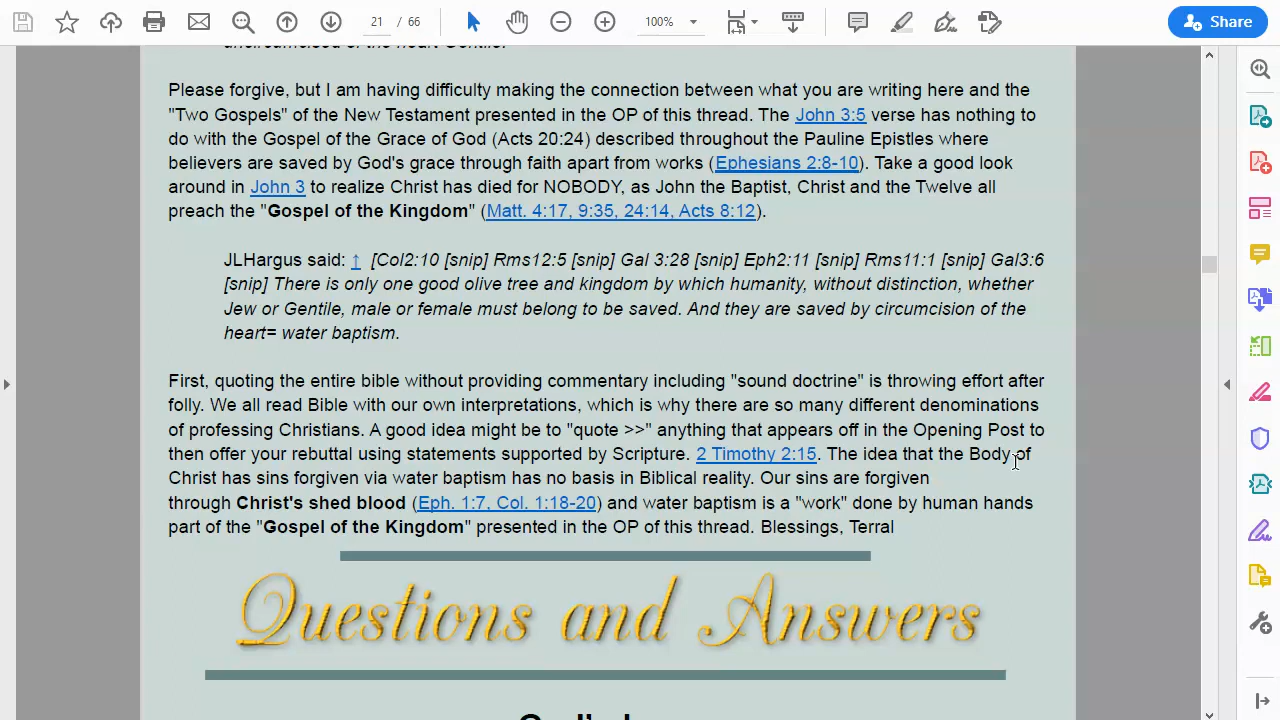 21 / 66
100%
Share
uncircumcised of the heart Gentile.
Please forgive, but I am having difficulty making the connection between what you are writing here and the
"Two Gospels" of the New Testament presented in the OP of this thread. The John 3:5 verse has nothing to
do with the Gospel of the Grace of God (Acts 20:24) described throughout the Pauline Epistles where
believers are saved by God's grace through faith apart from works (Ephesians 2:8-10). Take a good look
around in John 3 to realize Christ has died for NOBODY, as John the Baptist, Christ and the Twelve all
preach the "Gospel of the Kingdom" (Matt. 4:17, 9:35, 24:14, Acts 8:12).
JLHargus said: ↑ [Col2:10 [snip] Rms12:5 [snip] Gal 3:28 [snip] Eph2:11 [snip] Rms11:1 [snip] Gal3:6
[snip] There is only one good olive tree and kingdom by which humanity, without distinction, whether
Jew or Gentile, male or female must belong to be saved. And they are saved by circumcision of the
heart= water baptism.
First, quoting the entire bible without providing commentary including "sound doctrine" is throwing effort after
folly. We all read Bible with our own interpretations, which is why there are so many different denominations
of professing Christians. A good idea might be to "quote >>" anything that appears off in the Opening Post to
then offer your rebuttal using statements supported by Scripture. 2 Timothy 2:15. The idea that the Body of
Christ has sins forgiven via water baptism has no basis in Biblical reality. Our sins are forgiven
through Christ's shed blood (Eph. 1:7, Col. 1:18-20) and water baptism is a "work" done by human hands
part of the "Gospel of the Kingdom" presented in the OP of this thread. Blessings, Terral
Questions and Answers